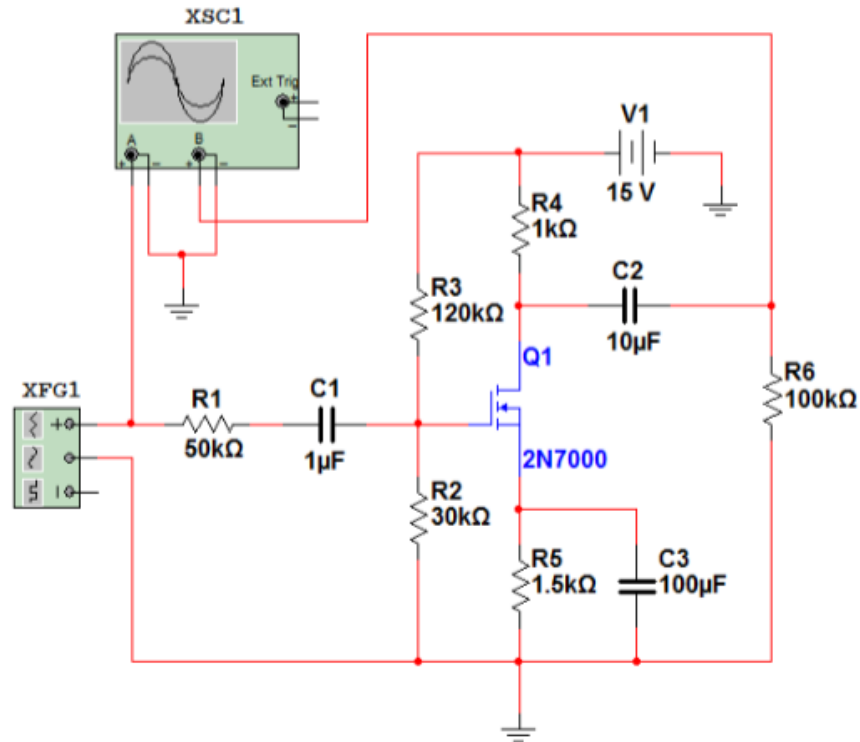 XSC1
Ext Trig
+
−
A
B
+
−
+
−
V1
15 V
R4
1kΩ
C2
10µF
R3
120kΩ
Q1
R6
100kΩ
XFG1
R1
50kΩ
C1
1µF
2N7000
R2
30kΩ
R5
1.5kΩ
C3
100µF